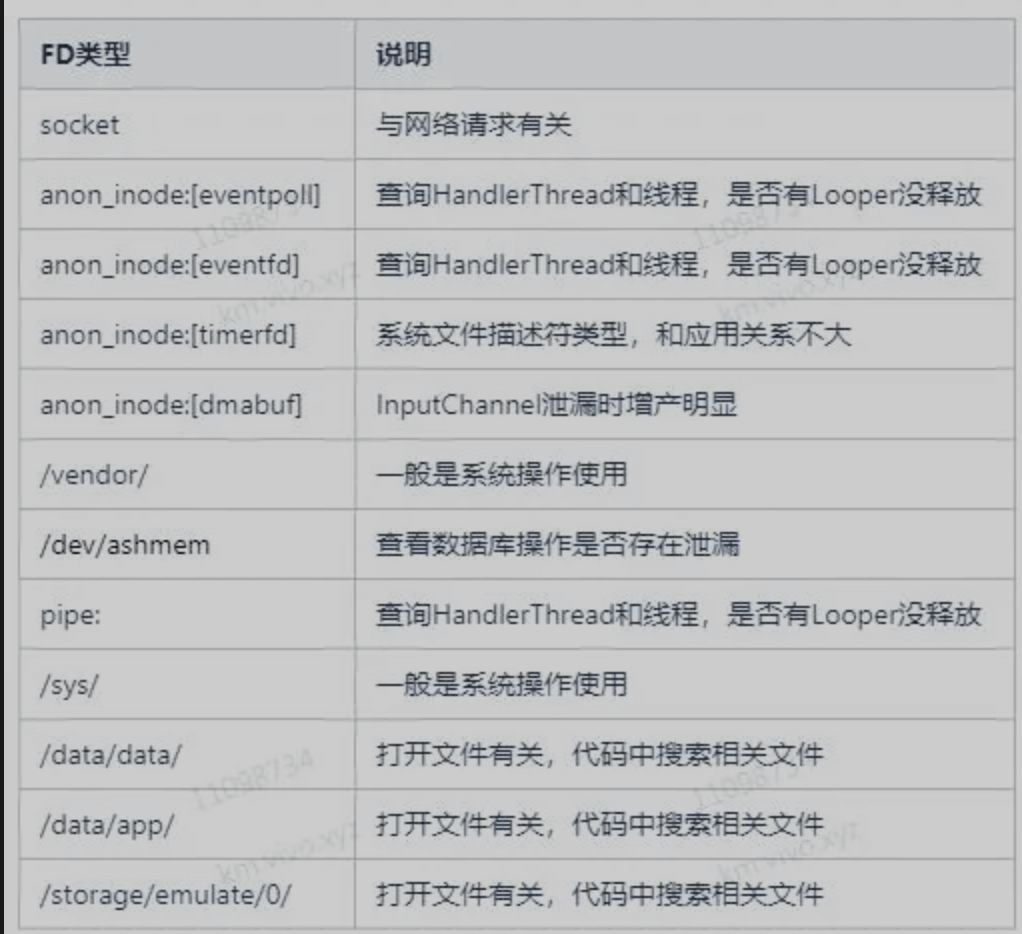 FD类型 说明
socket 与网络请求有关
anon_inode:[eventpoll] 查询HandlerThread和线程，是否有Looper没释放
anon_inode:[eventfd] 查询HandlerThread和线程，是否有Looper没释放
anon_inode:[timerfd] 系统文件描述符类型，和应用关系不大
anon_inode:[dmabuf] InputChannel泄漏时增产明显
/vendor/ 一般是系统操作使用
/dev/ashmem 查看数据库操作是否存在泄漏
pipe: 查询HandlerThread和线程，是否有Looper没释放
/sys/ 一般是系统操作使用
/data/data/ 打开文件有关，代码中搜索相关文件
/data/app/ 打开文件有关，代码中搜索相关文件
/storage/emulate/0/ 打开文件有关，代码中搜索相关文件
11098734
km.vivo.xyz